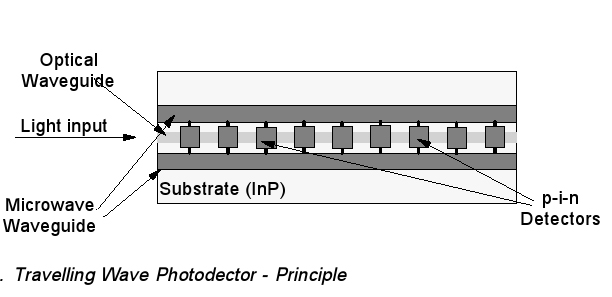 Optical
Waveguide
Light input
Substrate (InP)
Microwave
Waveguide
p-i-n
Detectors
. Travelling Wave Photodector - Principle